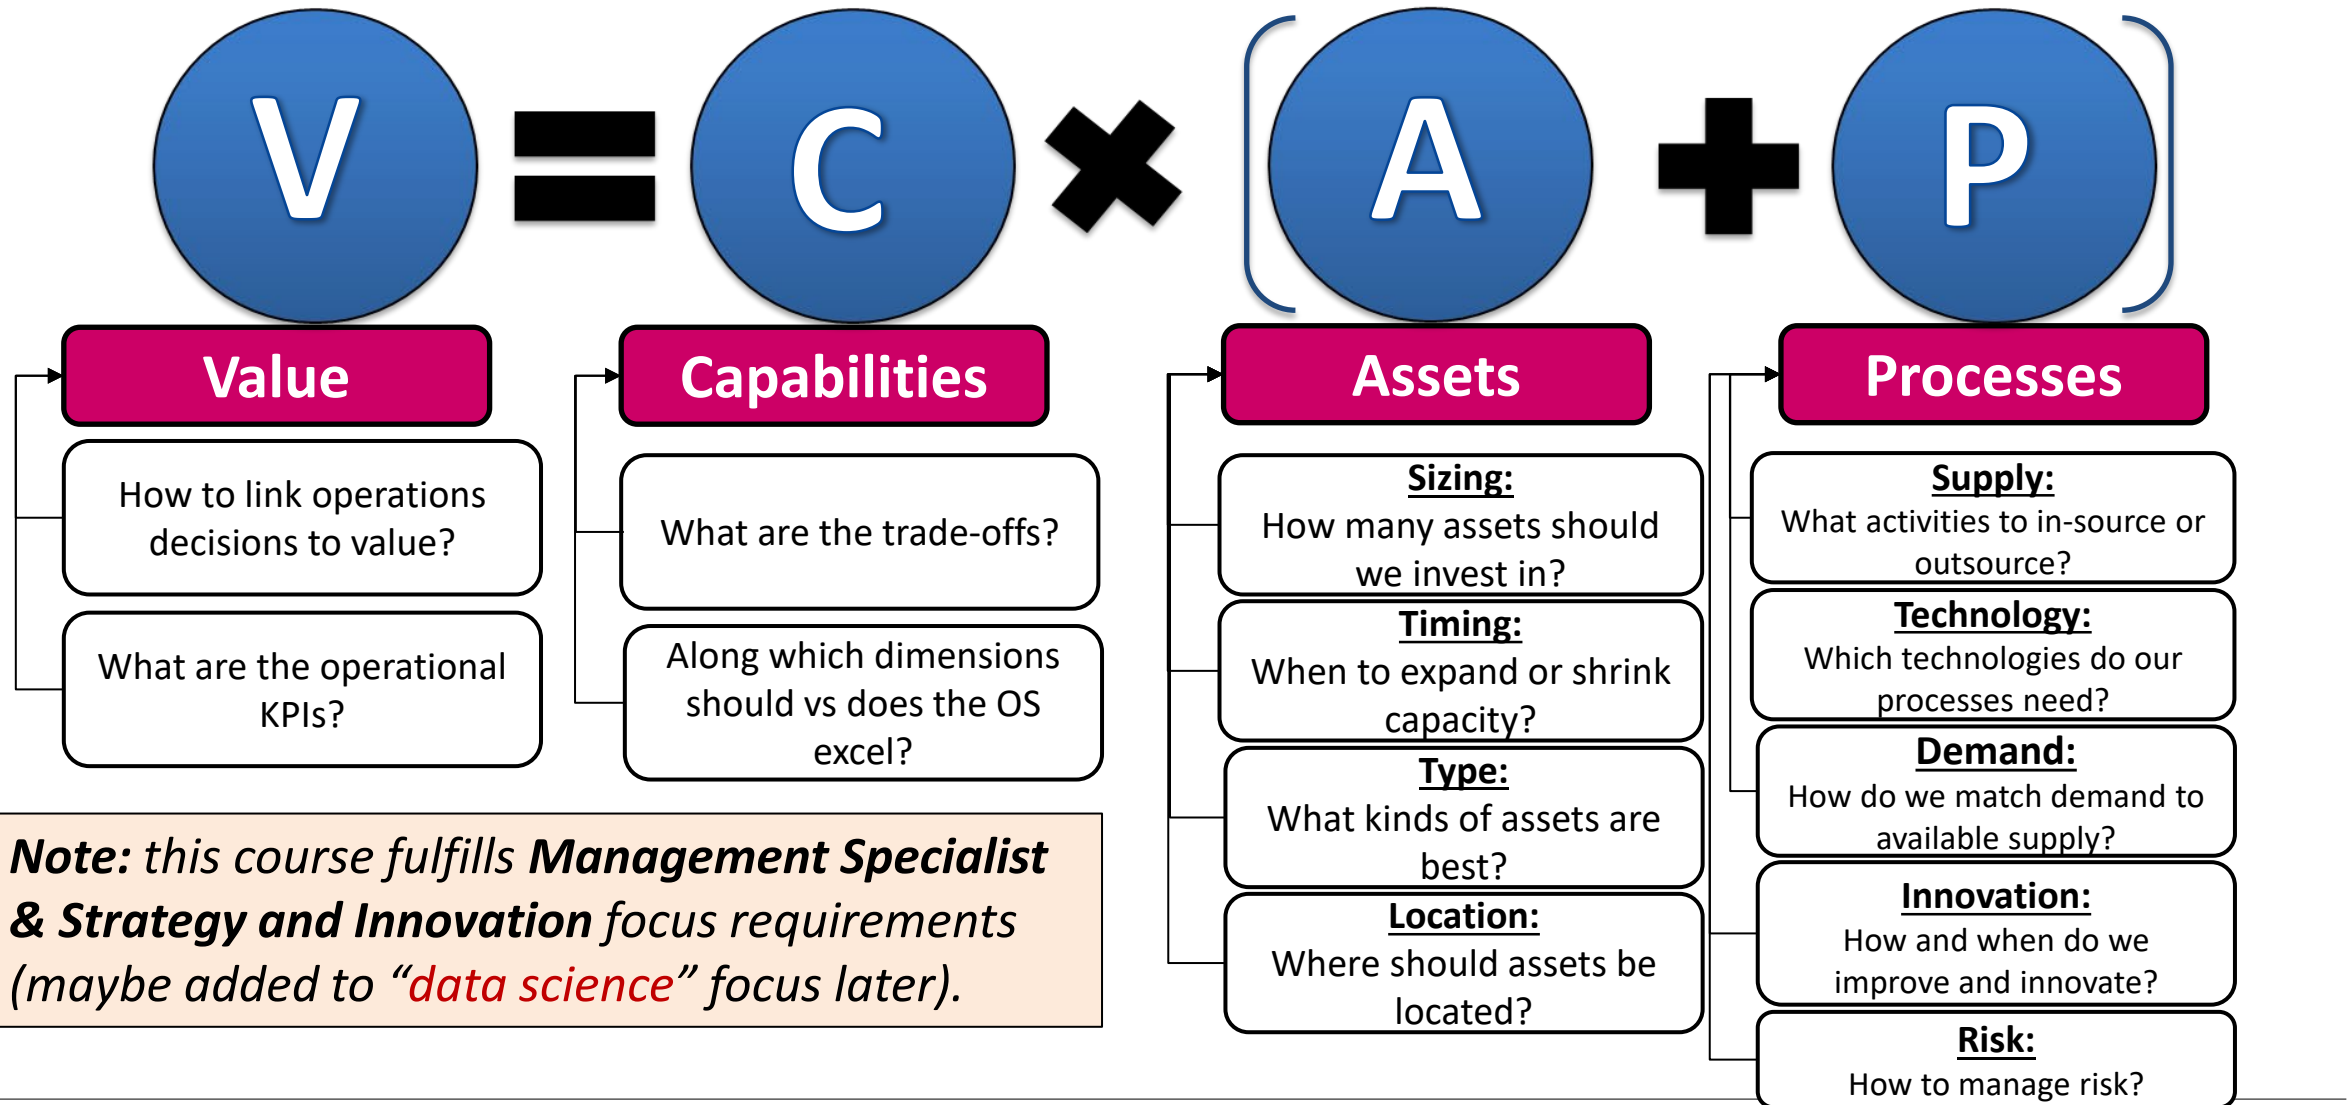 V = C × ( A + P )
Value
How to link operations
decisions to value?
What are the operational
KPIs?
Capabilities
What are the trade-offs?
Along which dimensions
should vs does the OS
excel?
Assets
Sizing:
How many assets should
we invest in?
Timing:
When to expand or shrink
capacity?
Type:
What kinds of assets are
best?
Location:
Where should assets be
located?
Processes
Supply:
What activities to in-source or
outsource?
Technology:
Which technologies do our
processes need?
Demand:
How do we match demand to
available supply?
Innovation:
How and when do we
improve and innovate?
Risk:
How to manage risk?
Note: this course fulfills Management Specialist
& Strategy and Innovation focus requirements
(maybe added to “data science” focus later).